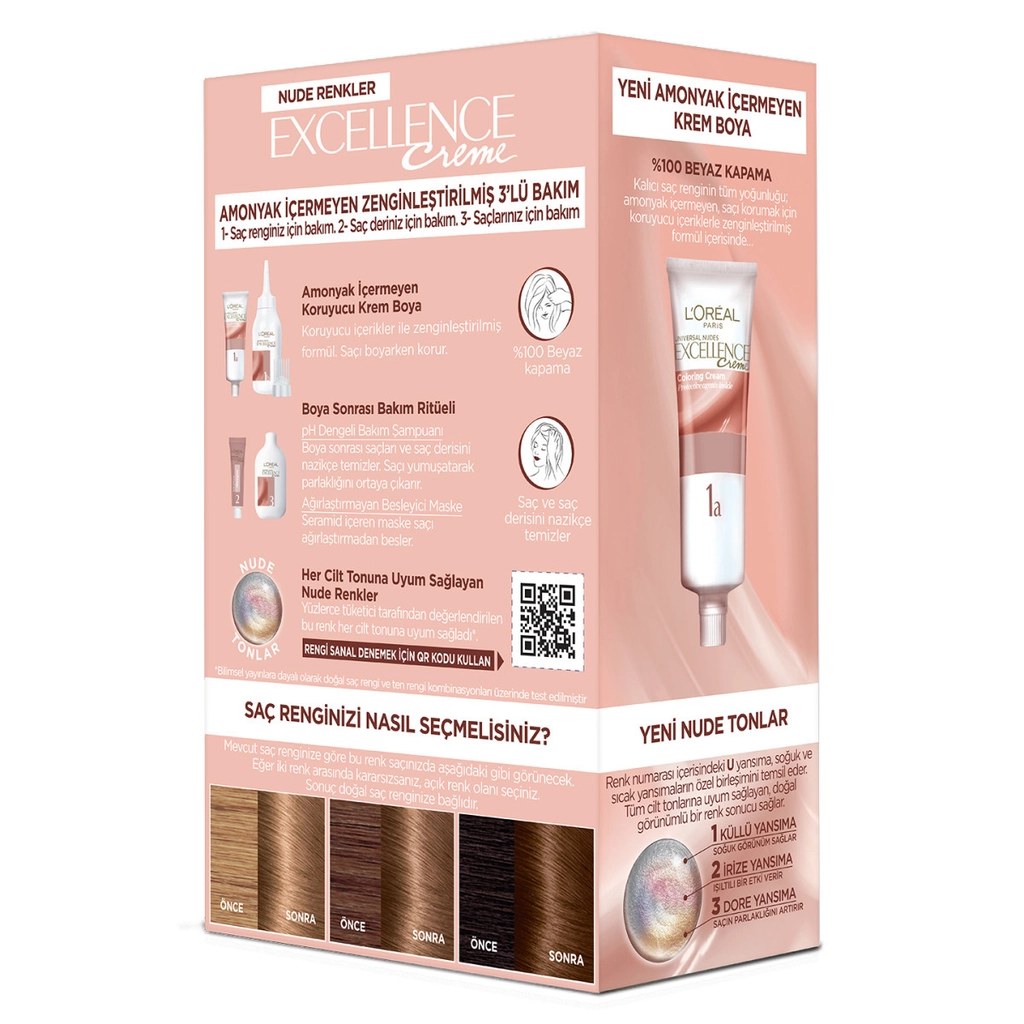 NUDE RENKLER
EXCELLENCE
Creme
AMONYAK İÇERMEYEN ZENGİNLEŞTİRİLMİŞ 3'LÜ BAKIM
1- Saç renginiz için bakım. 2- Saç deriniz için bakım. 3- Saçlarınız için bakım
Amonyak İçermeyen
Koruyucu Krem Boya
Koruyucu içerikler ile zenginleştirilmiş
formül. Saçı boyarken korur.
%100 Beyaz
kapama
1a
Boya Sonrası Bakım Ritüeli
pH Dengeli Bakım Şampuanı
Boya sonrası saçları ve saç derisini
nazikçe temizler. Saçı yumuşatarak
parlaklığını ortaya çıkarır.
Ağırlaştırmayan Besleyici Maske
Seramid içeren maske saçı
ağırlaştırmadan besler.
Saç ve saç
derisini nazikçe
temizler
2
3
NUDE
TONLAR
Her Cilt Tonuna Uyum Sağlayan
Nude Renkler
Yüzlerce tüketici tarafından değerlendirilen
bu renk her cilt tonuna uyum sağladı*.
RENGİ SANAL DENEMEK İÇİN QR KODU KULLAN
*Bilimsel yayınlara dayalı olarak doğal saç rengi ve ten rengi kombinasyonları üzerinde test edilmiştir
SAÇ RENGİNİZİ NASIL SEÇMELİSİNİZ?
Mevcut saç renginize göre bu renk saçınızda aşağıdaki gibi görünecek.
Eğer iki renk arasında kararsızsanız, açık renk olanı seçiniz.
Sonuç doğal saç renginize bağlıdır.
ÖNCE
SONRA
ÖNCE
SONRA
ÖNCE
SONRA
YENİ AMONYAK İÇERMEYEN
KREM BOYA
%100 BEYAZ KAPAMA
Kalıcı saç renginin tüm yoğunluğu;
amonyak içermeyen, saçı korumak için
koruyucu içeriklerle zenginleştirilmiş
formül içerisinde...
L'ORÉAL
PARIS
UNIVERSAL NUDES
EXCELLENCE
Creme
Coloring Cream
1a
YENİ NUDE TONLAR
Renk numarası içerisindeki U yansıma, soğuk ve
sıcak yansımaların özel birleşimini temsil eder.
Tüm cilt tonlarına uyum sağlayan, doğal
görünümlü bir renk sonucu sağlar.
1 KÜLLÜ YANSIMA
SOĞUK GÖRÜNÜM SAĞLAR
2 İRİZE YANSIMA
IŞILTILI BİR ETKİ VERİR
3 DORE YANSIMA
SAÇIN PARLAKLIĞINI ARTIRIR